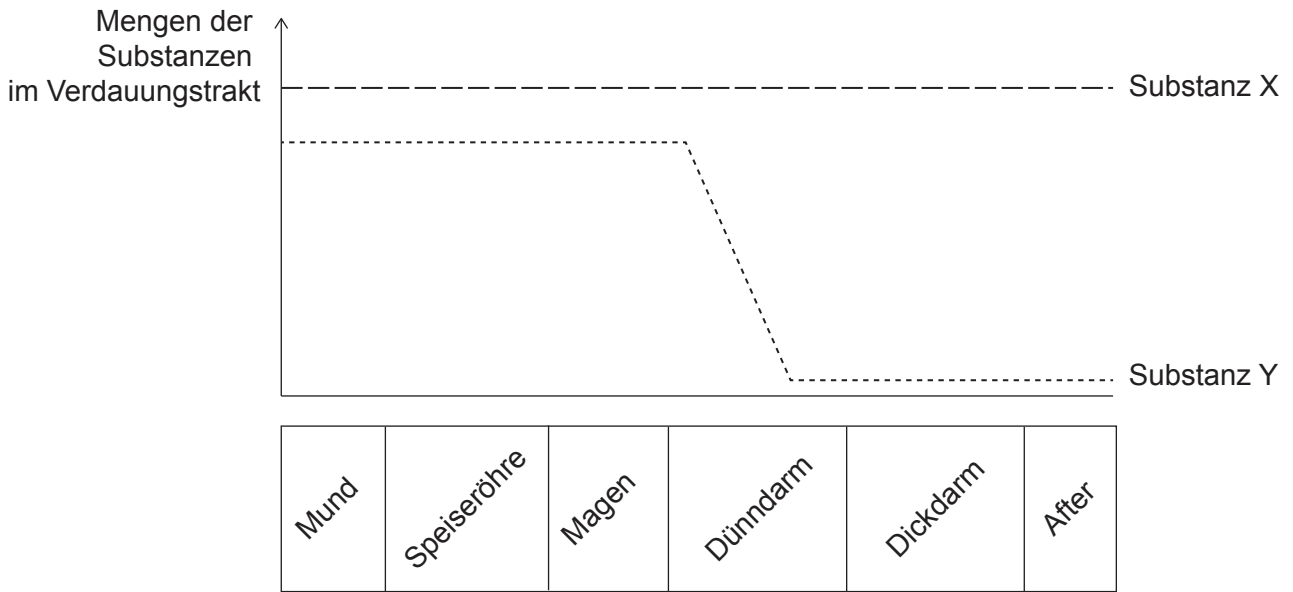 Mengen der
Substanzen
im Verdauungstrakt
Substanz X
Substanz Y
Mund
Speiseröhre
Magen
Dünndarm
Dickdarm
After